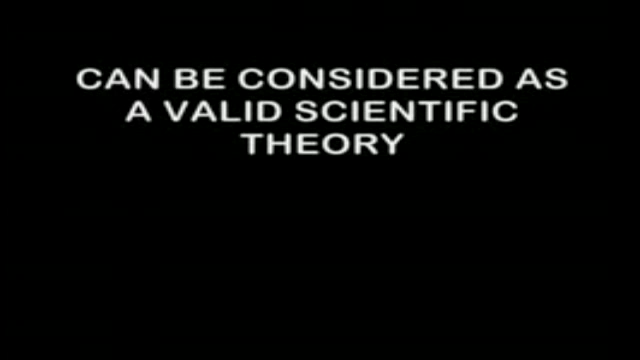 CAN BE CONSIDERED AS
A VALID SCIENTIFIC
THEORY